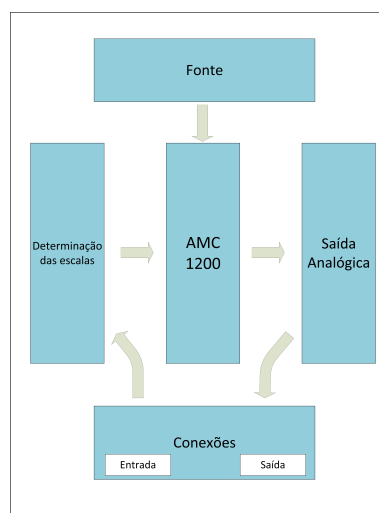 Fonte
Determinação
das escalas
AMC
1200
Saída
Analógica
Conexões
Entrada
Saída